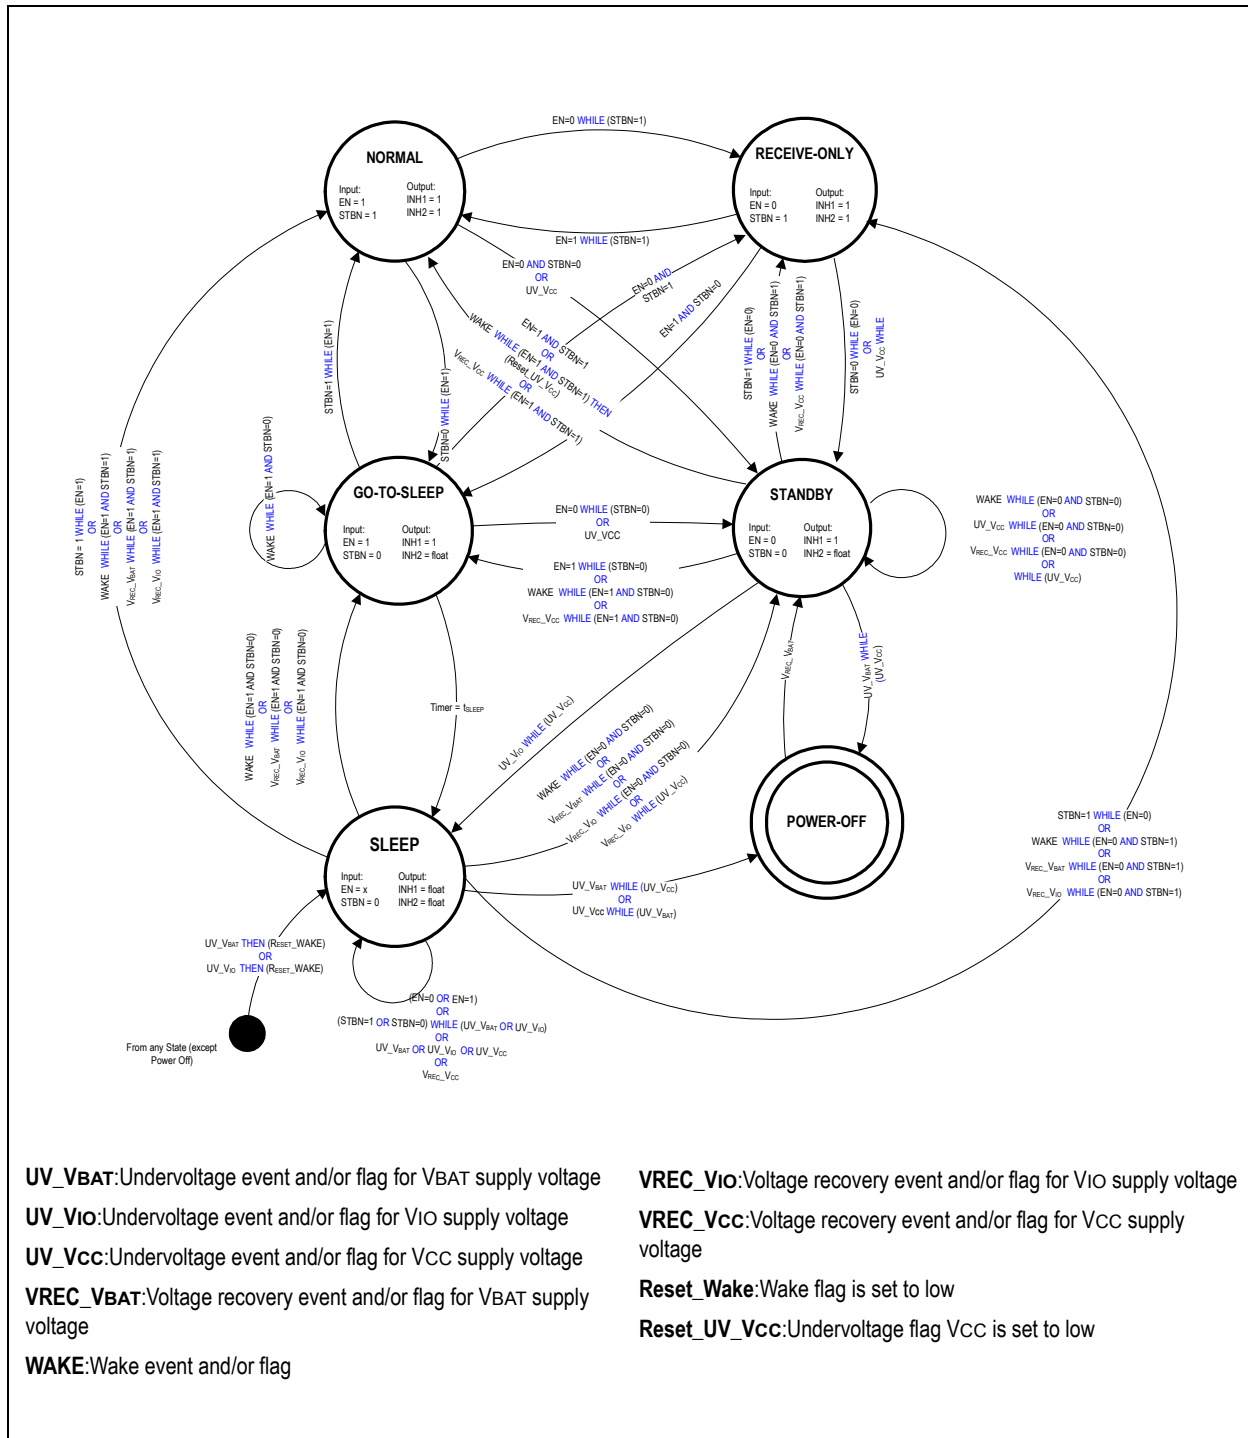 EN=0 WHILE (STBN=1)
NORMAL
Input:
EN = 1
STBN = 1
Output:
INH1 = 1
INH2 = 1
RECEIVE-ONLY
Input:
EN = 0
STBN = 1
Output:
INH1 = 1
INH2 = 1
EN=1 WHILE (STBN=1)
EN=0 AND STBN=0
OR
UV_VCC
EN=0 AND
STBN=1
EN=1 AND STBN=0
EN=1 AND STBN=1
OR
WAKE WHILE (EN=1 AND STBN=1) THEN
(Reset_UV_VCC)
OR
VREC_VCC WHILE (EN=1 AND STBN=1)
STBN=1 WHILE (EN=0)
OR
WAKE WHILE (EN=0 AND STBN=1)
OR
VREC_VCC WHILE (EN=0 AND STBN=1)
STBN=0 WHILE (EN=0)
OR
UV_VCC WHILE
STBN=1 WHILE (EN=1)
STBN=0 WHILE (EN=1)
STBN = 1 WHILE (EN=1)
OR
WAKE WHILE (EN=1 AND STBN=1)
OR
VREC_VBAT WHILE (EN=1 AND STBN=1)
OR
VREC_VIO WHILE (EN=1 AND STBN=1)
WAKE WHILE (EN=1 AND STBN=0)
GO-TO-SLEEP
Input:
EN = 1
STBN = 0
Output:
INH1 = 1
INH2 = float
EN=0 WHILE (STBN=0)
OR
UV_VCC
STANDBY
Input:
EN = 0
STBN = 0
Output:
INH1 = 1
INH2 = float
WAKE WHILE (EN=0 AND STBN=0)
OR
UV_VCC WHILE (EN=0 AND STBN=0)
OR
VREC_VCC WHILE (EN=0 AND STBN=0)
OR
WHILE (UV_VCC)
EN=1 WHILE (STBN=0)
OR
WAKE WHILE (EN=1 AND STBN=0)
OR
VREC_VCC WHILE (EN=1 AND STBN=0)
WAKE WHILE (EN=1 AND STBN=0)
OR
VREC_VBAT WHILE (EN=1 AND STBN=0)
OR
VREC_VIO WHILE (EN=1 AND STBN=0)
Timer = tSLEEP
UV_VIO WHILE (UV_VCC)
VREC_VBAT
UV_VBAT WHILE
(UV_VCC)
WAKE WHILE (EN=0 AND STBN=0)
OR
VREC_VBAT WHILE (EN=0 AND STBN=0)
OR
VREC_VIO WHILE (EN=0 AND STBN=0)
OR
VREC_VIO WHILE (UV_VCC)
POWER-OFF
SLEEP
Input:
EN = x
STBN = 0
Output:
INH1 = float
INH2 = float
UV_VBAT WHILE (UV_VCC)
OR
UV_Vcc WHILE (UV_VBAT)
STBN=1 WHILE (EN=0)
OR
WAKE WHILE (EN=0 AND STBN=1)
OR
VREC_VBAT WHILE (EN=0 AND STBN=1)
OR
VREC_VIO WHILE (EN=0 AND STBN=1)
UV_VBAT THEN (RESET_WAKE)
OR
UV_VIO THEN (RESET_WAKE)
From any State (except
Power Off)
(EN=0 OR EN=1)
OR
(STBN=1 OR STBN=0) WHILE (UV_VBAT OR UV_VIO)
OR
UV_VBAT OR UV_VIO OR UV_VCC
OR
VREC_VCC
UV_VBAT:Undervoltage event and/or flag for VBAT supply voltage
UV_VIO:Undervoltage event and/or flag for VIO supply voltage
UV_VCC:Undervoltage event and/or flag for VCC supply voltage
VREC_VBAT:Voltage recovery event and/or flag for VBAT supply
voltage
WAKE:Wake event and/or flag
VREC_VIO:Voltage recovery event and/or flag for VIO supply voltage
VREC_VCC:Voltage recovery event and/or flag for VCC supply
voltage
Reset_Wake:Wake flag is set to low
Reset_UV_VCC:Undervoltage flag VCC is set to low